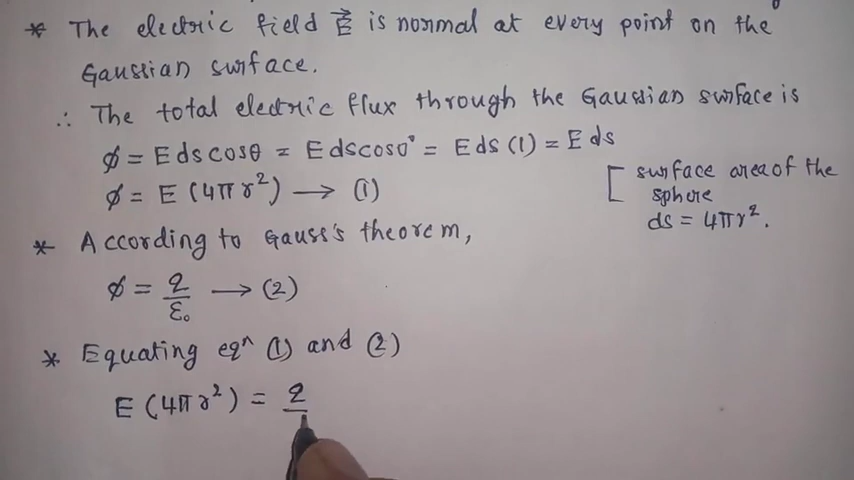 * The electric field E⃗ is normal at every point on the
Gaussian surface.
∴ The total electric flux through the Gaussian surface is
ϕ = E ds cosθ = E ds cos0° = E ds (1) = E ds
ϕ = E (4πr²) ⟶ (1)
[ surface area of the
sphere
ds = 4πr².
* According to Gauss's theorem,
ϕ = q/ε₀ ⟶ (2)
* Equating eqⁿ (1) and (2)
E (4πr²) = q